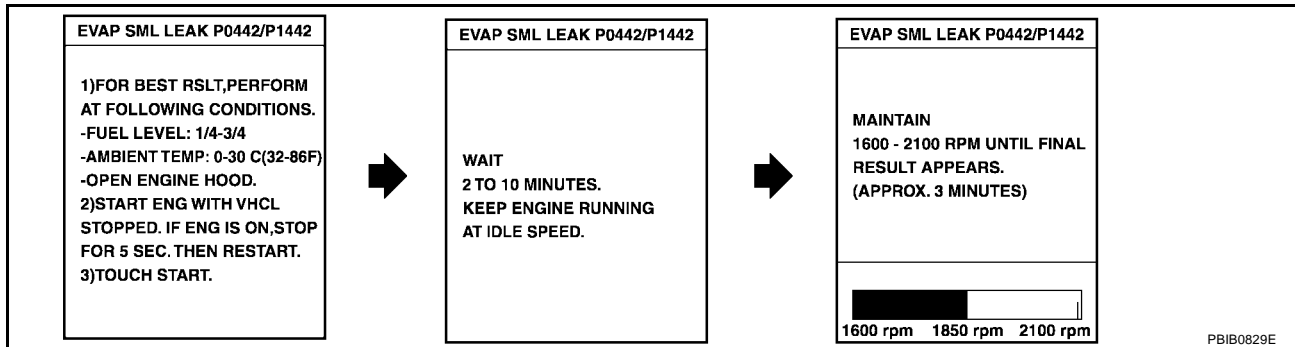 EVAP SML LEAK P0442/P1442
1)FOR BEST RSLT,PERFORM
AT FOLLOWING CONDITIONS.
-FUEL LEVEL: 1/4-3/4
-AMBIENT TEMP: 0-30 C(32-86F)
-OPEN ENGINE HOOD.
2)START ENG WITH VHCL
STOPPED. IF ENG IS ON,STOP
FOR 5 SEC. THEN RESTART.
3)TOUCH START.
EVAP SML LEAK P0442/P1442
WAIT
2 TO 10 MINUTES.
KEEP ENGINE RUNNING
AT IDLE SPEED.
EVAP SML LEAK P0442/P1442
MAINTAIN
1600 - 2100 RPM UNTIL FINAL
RESULT APPEARS.
(APPROX. 3 MINUTES)
1600 rpm 1850 rpm 2100 rpm
PBIB0829E